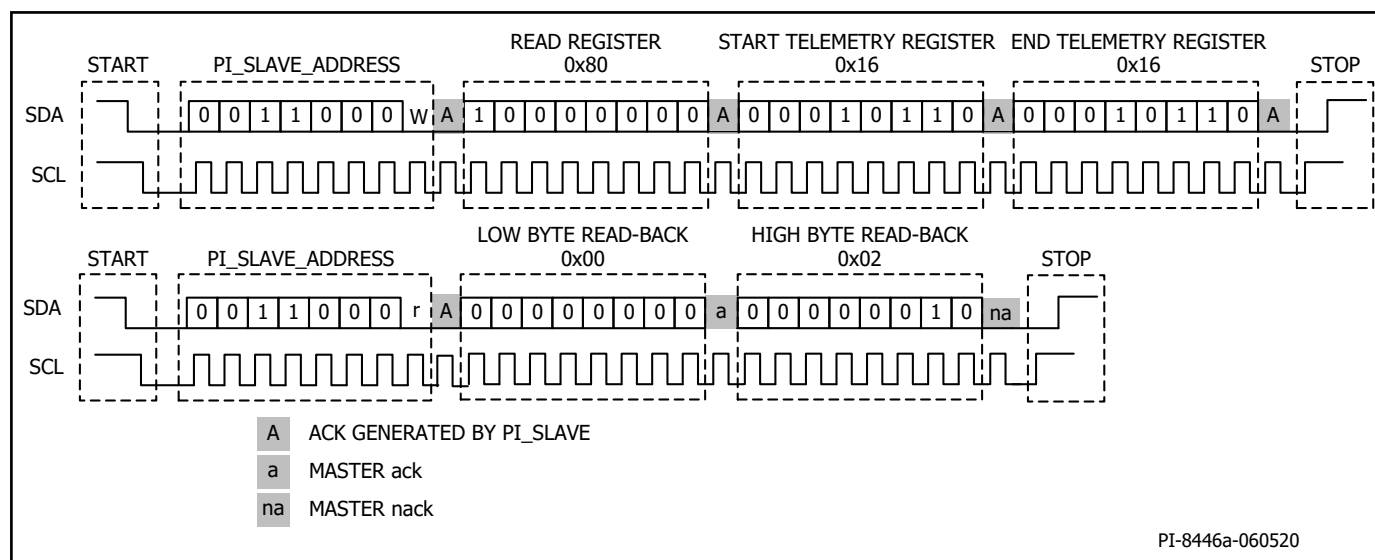 READ REGISTER START TELEMETRY REGISTER END TELEMETRY REGISTER
START PI_SLAVE_ADDRESS 0x80 0x16 0x16 STOP
SDA 0 0 1 1 0 0 0 W A 1 0 0 0 0 0 0 0 A 0 0 0 1 0 1 1 0 A 0 0 0 1 0 1 1 0 A
SCL
LOW BYTE READ-BACK HIGH BYTE READ-BACK
START PI_SLAVE_ADDRESS 0x00 0x02 STOP
SDA 0 0 1 1 0 0 0 r A 0 0 0 0 0 0 0 0 a 0 0 0 0 0 0 1 0 na
SCL
A ACK GENERATED BY PI_SLAVE
a MASTER ack
na MASTER nack
PI-8446a-060520